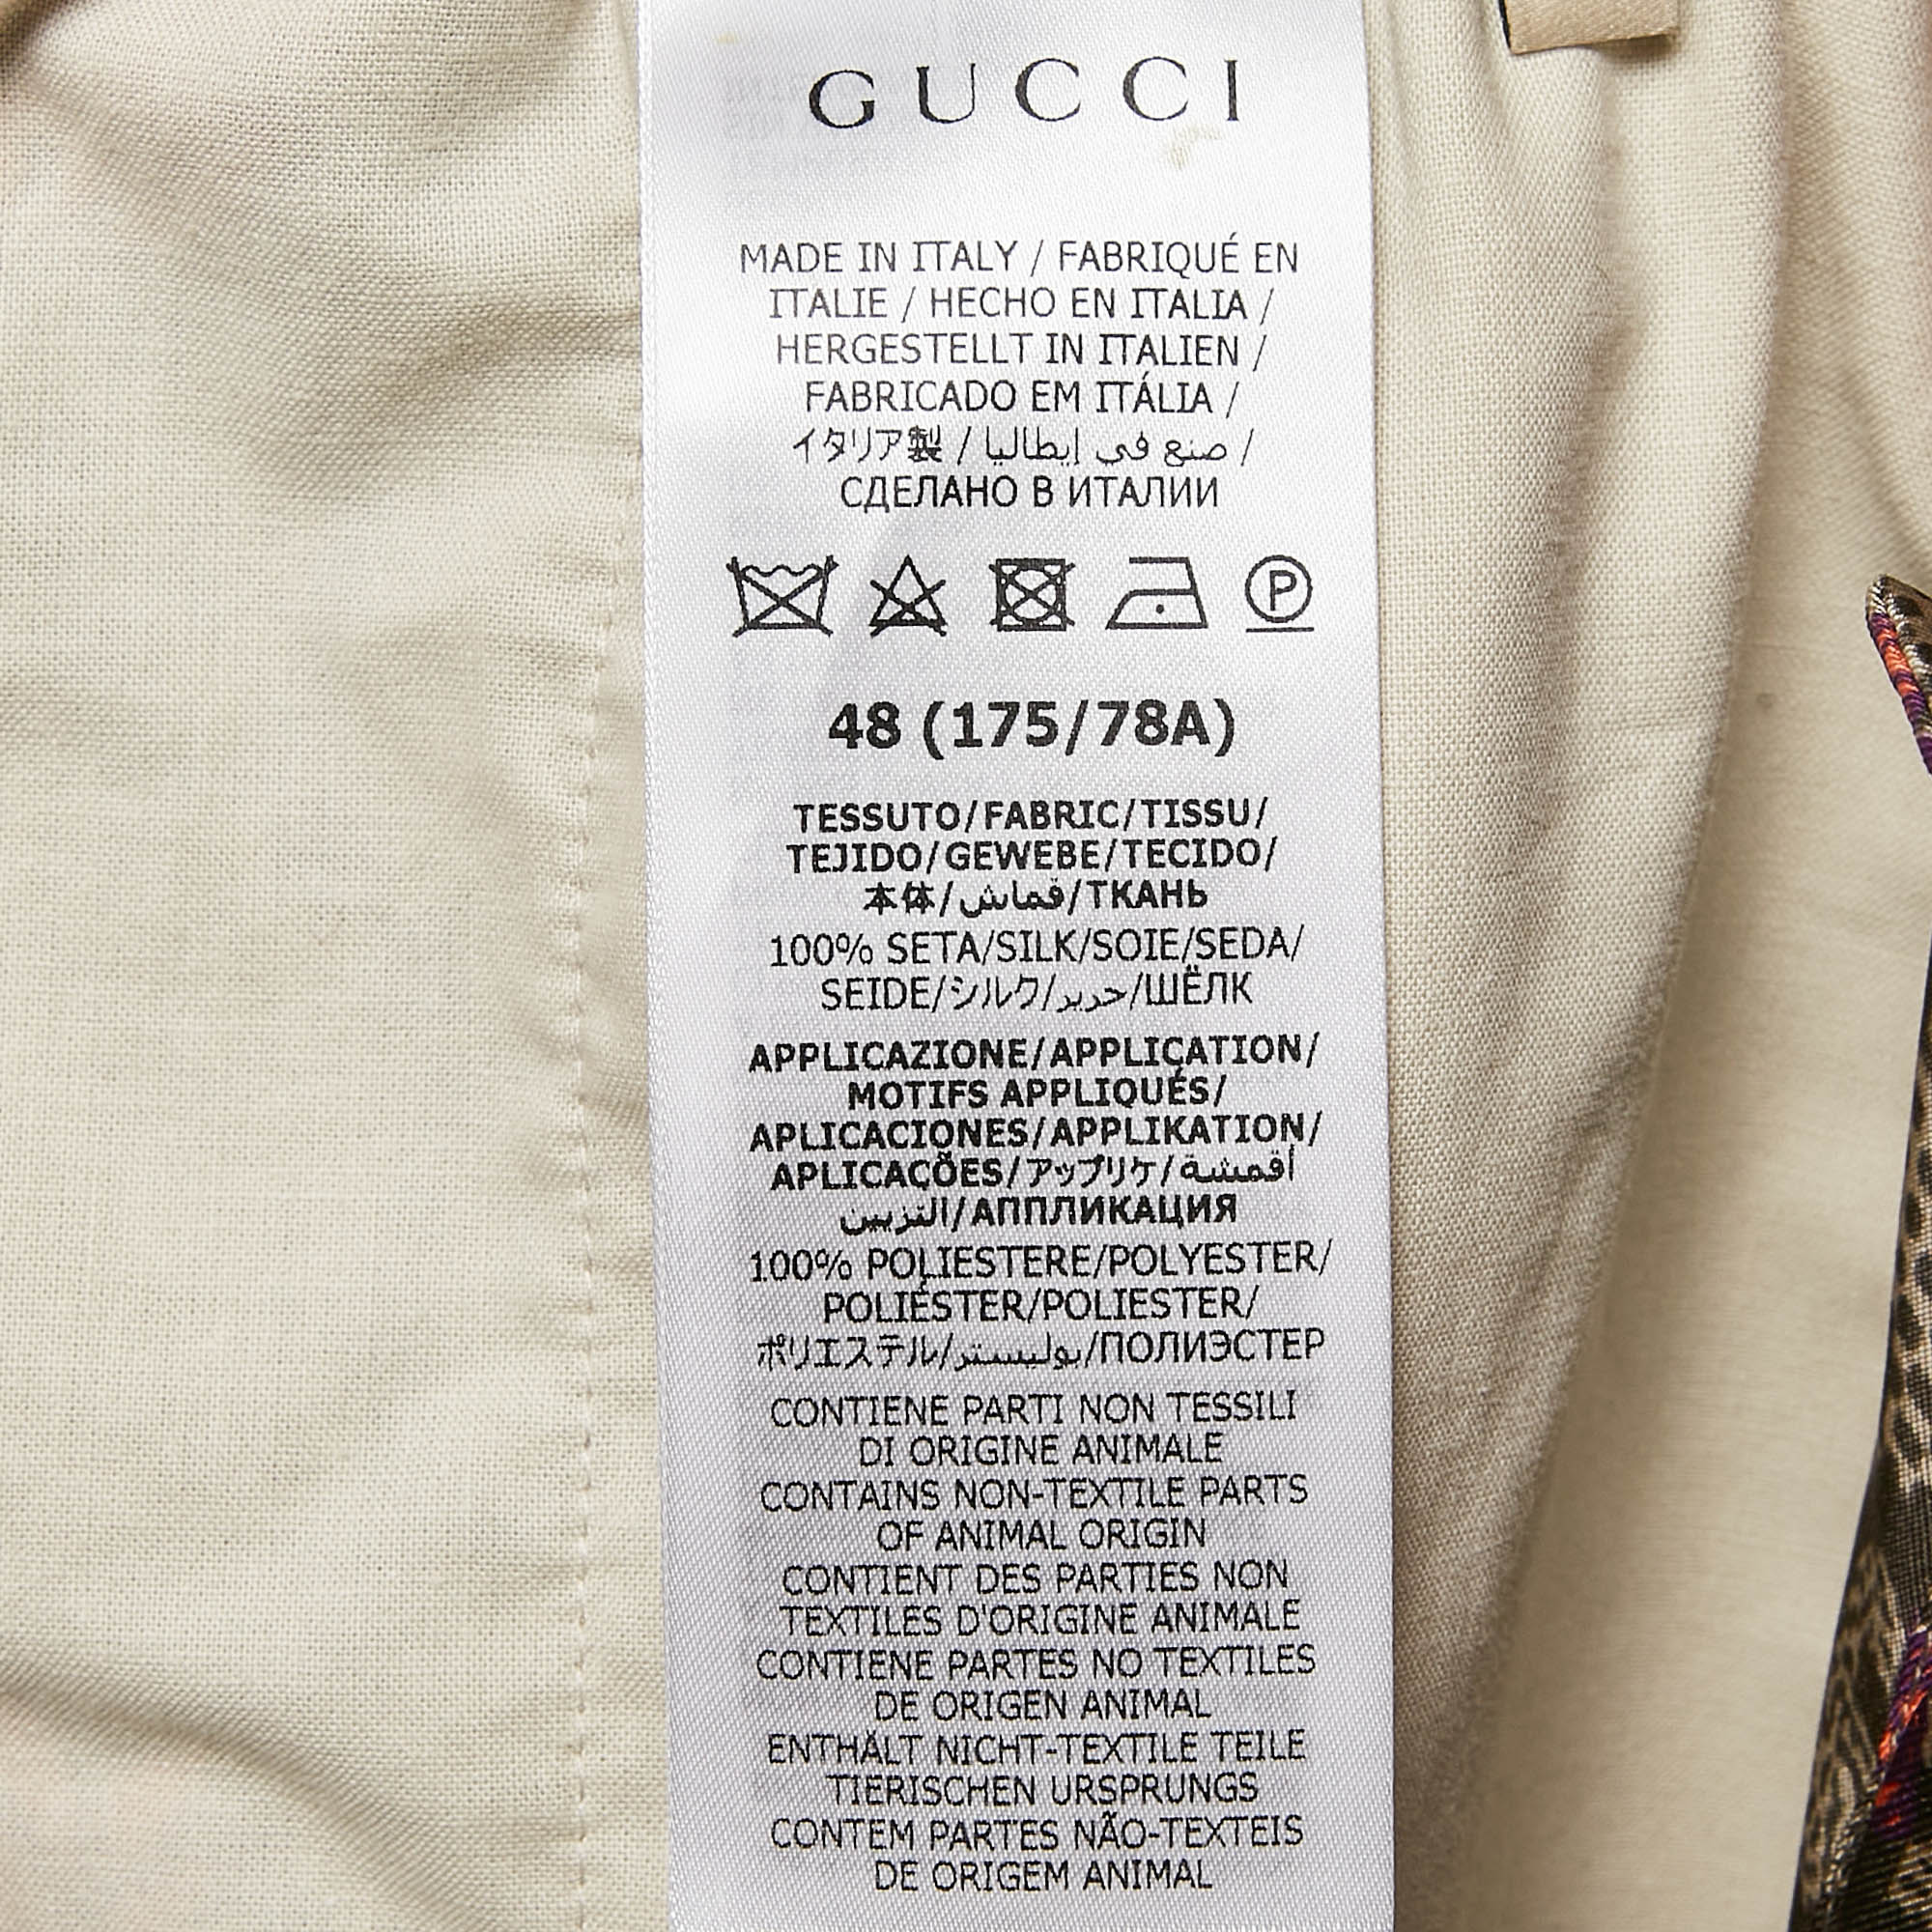 GUCCI
MADE IN ITALY / FABRIQUÉ EN
ITALIE / HECHO EN ITALIA /
HERGESTELLT IN ITALIEN /
FABRICADO EM ITÁLIA /
イタリア製 / صنع في إيطاليا /
СДЕЛАНО В ИТАЛИИ
P
48 (175/78A)
TESSUTO/FABRIC/TISSU/
TEJIDO/GEWEBE/TECIDO/
本体/قماش/ТКАНЬ
100% SETA/SILK/SOIE/SEDA/
SEIDE/シルク/حرير/ШЁЛК
APPLICAZIONE/APPLICATION/
MOTIFS APPLIQUÉS/
APLICACIONES/APPLIKATION/
APLICAÇÕES/アップリケ/أقمشة
التزيين/АППЛИКАЦИЯ
100% POLIESTERE/POLYESTER/
POLIÉSTER/POLIESTER/
ポリエステル/بوليستر/ПОЛИЭСТЕР
CONTIENE PARTI NON TESSILI
DI ORIGINE ANIMALE
CONTAINS NON-TEXTILE PARTS
OF ANIMAL ORIGIN
CONTIENT DES PARTIES NON
TEXTILES D'ORIGINE ANIMALE
CONTIENE PARTES NO TEXTILES
DE ORIGEN ANIMAL
ENTHÄLT NICHT-TEXTILE TEILE
TIERISCHEN URSPRUNGS
CONTEM PARTES NÃO-TEXTEIS
DE ORIGEM ANIMAL